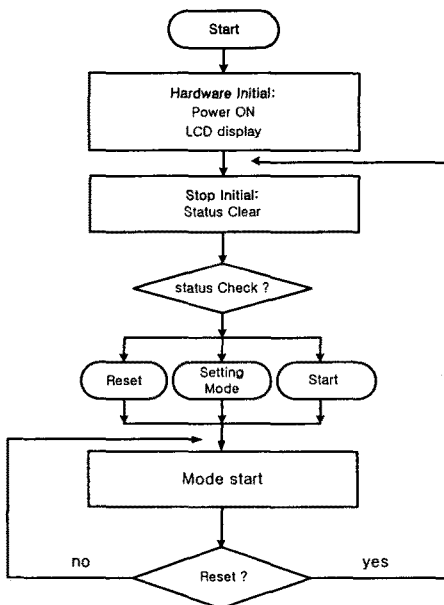 Start
Hardware Initial:
Power ON
LCD display
Stop Initial:
Status Clear
status Check ?
Reset
Setting
Mode
Start
Mode start
no
Reset ?
yes